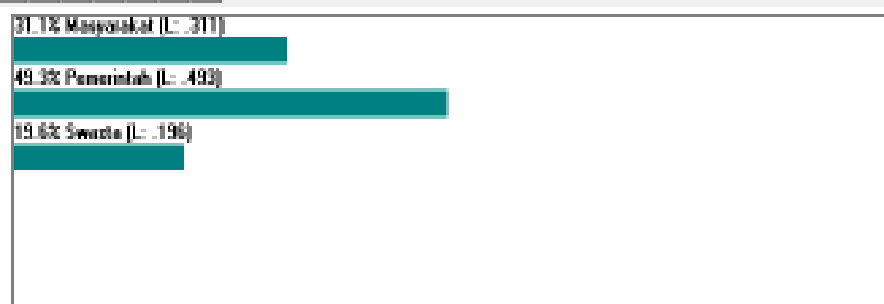 31.1% Masyarakat (L: .311)
49.3% Pemerintah (L: .493)
19.6% Swasta (L: .196)